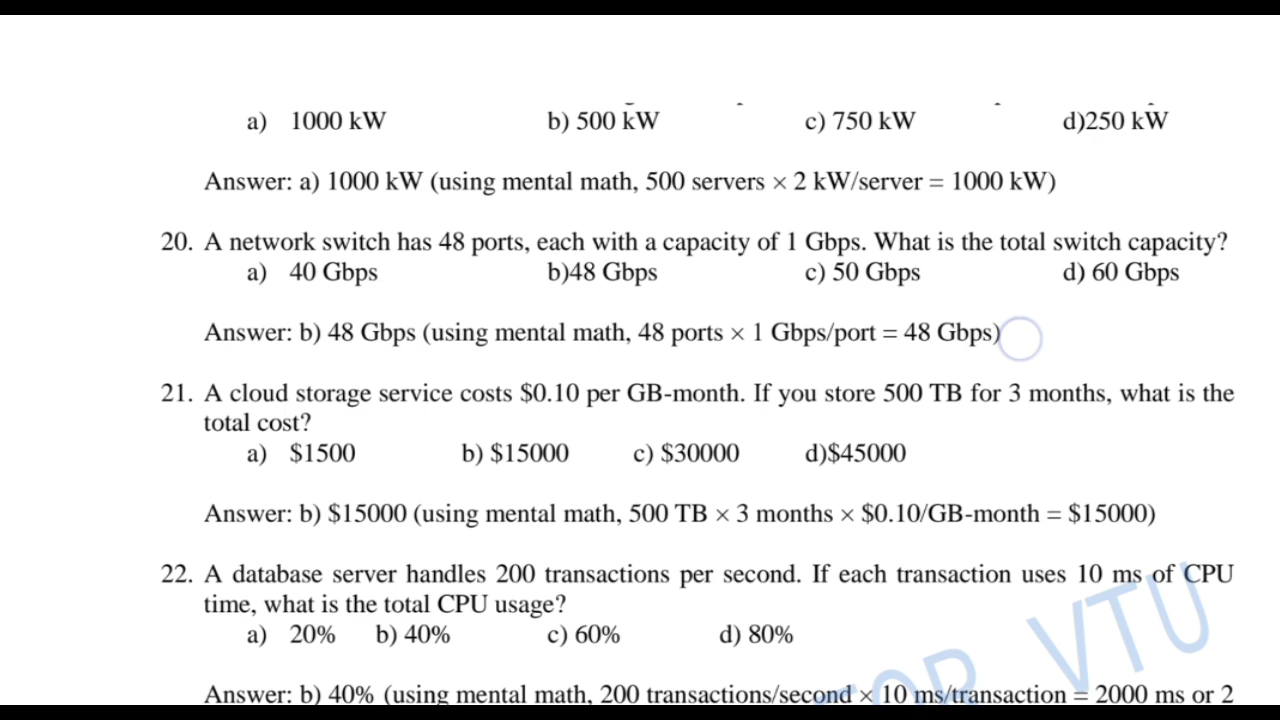 a) 1000 kW b) 500 kW c) 750 kW d)250 kW
Answer: a) 1000 kW (using mental math, 500 servers × 2 kW/server = 1000 kW)
20. A network switch has 48 ports, each with a capacity of 1 Gbps. What is the total switch capacity?
a) 40 Gbps b)48 Gbps c) 50 Gbps d) 60 Gbps
Answer: b) 48 Gbps (using mental math, 48 ports × 1 Gbps/port = 48 Gbps)
21. A cloud storage service costs $0.10 per GB-month. If you store 500 TB for 3 months, what is the
total cost?
a) $1500 b) $15000 c) $30000 d)$45000
Answer: b) $15000 (using mental math, 500 TB × 3 months × $0.10/GB-month = $15000)
22. A database server handles 200 transactions per second. If each transaction uses 10 ms of CPU
time, what is the total CPU usage?
a) 20% b) 40% c) 60% d) 80%
Answer: b) 40% (using mental math, 200 transactions/second × 10 ms/transaction = 2000 ms or 2
FOR VTU